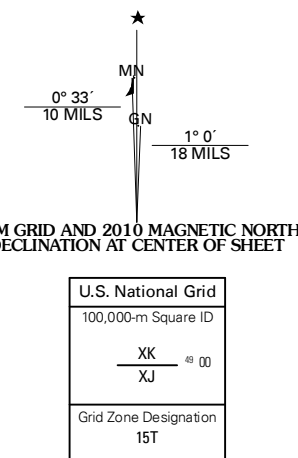 MN
0° 33´
10 MILS
GN
1° 0´
18 MILS
M GRID AND 2010 MAGNETIC NORTH
DECLINATION AT CENTER OF SHEET
U.S. National Grid
100,000-m Square ID
XK
49 00
XJ
Grid Zone Designation
15T